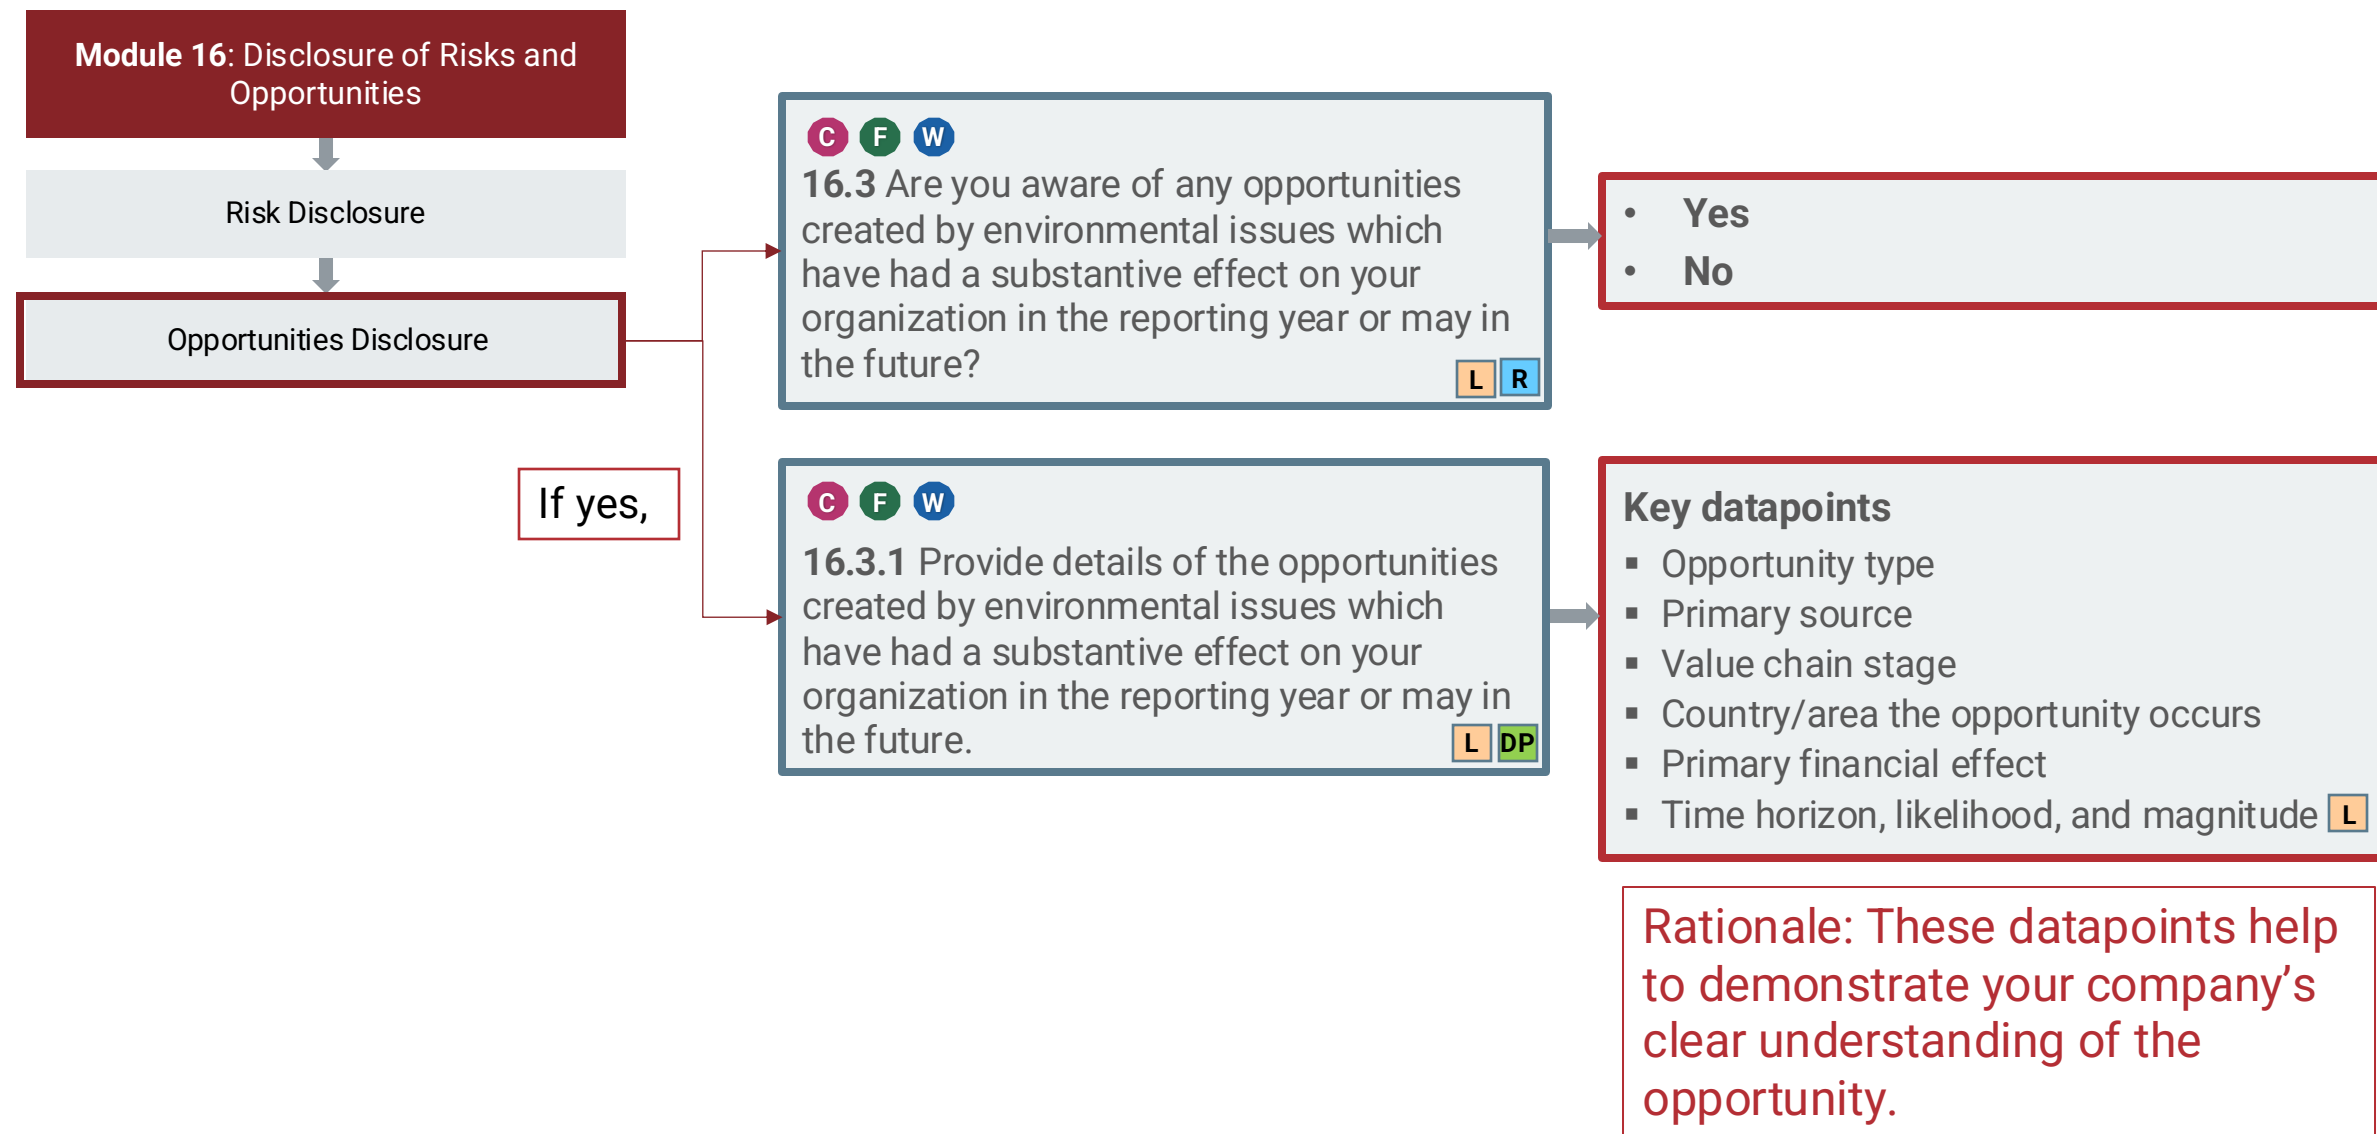 Module 16: Disclosure of Risks and
Opportunities
Risk Disclosure
Opportunities Disclosure
If yes,
C F W
16.3 Are you aware of any opportunities
created by environmental issues which
have had a substantive effect on your
organization in the reporting year or may in
the future?
L R
• Yes
• No
C F W
16.3.1 Provide details of the opportunities
created by environmental issues which
have had a substantive effect on your
organization in the reporting year or may in
the future.
L DP
Key datapoints
▪ Opportunity type
▪ Primary source
▪ Value chain stage
▪ Country/area the opportunity occurs
▪ Primary financial effect
▪ Time horizon, likelihood, and magnitude L
Rationale: These datapoints help
to demonstrate your company’s
clear understanding of the
opportunity.